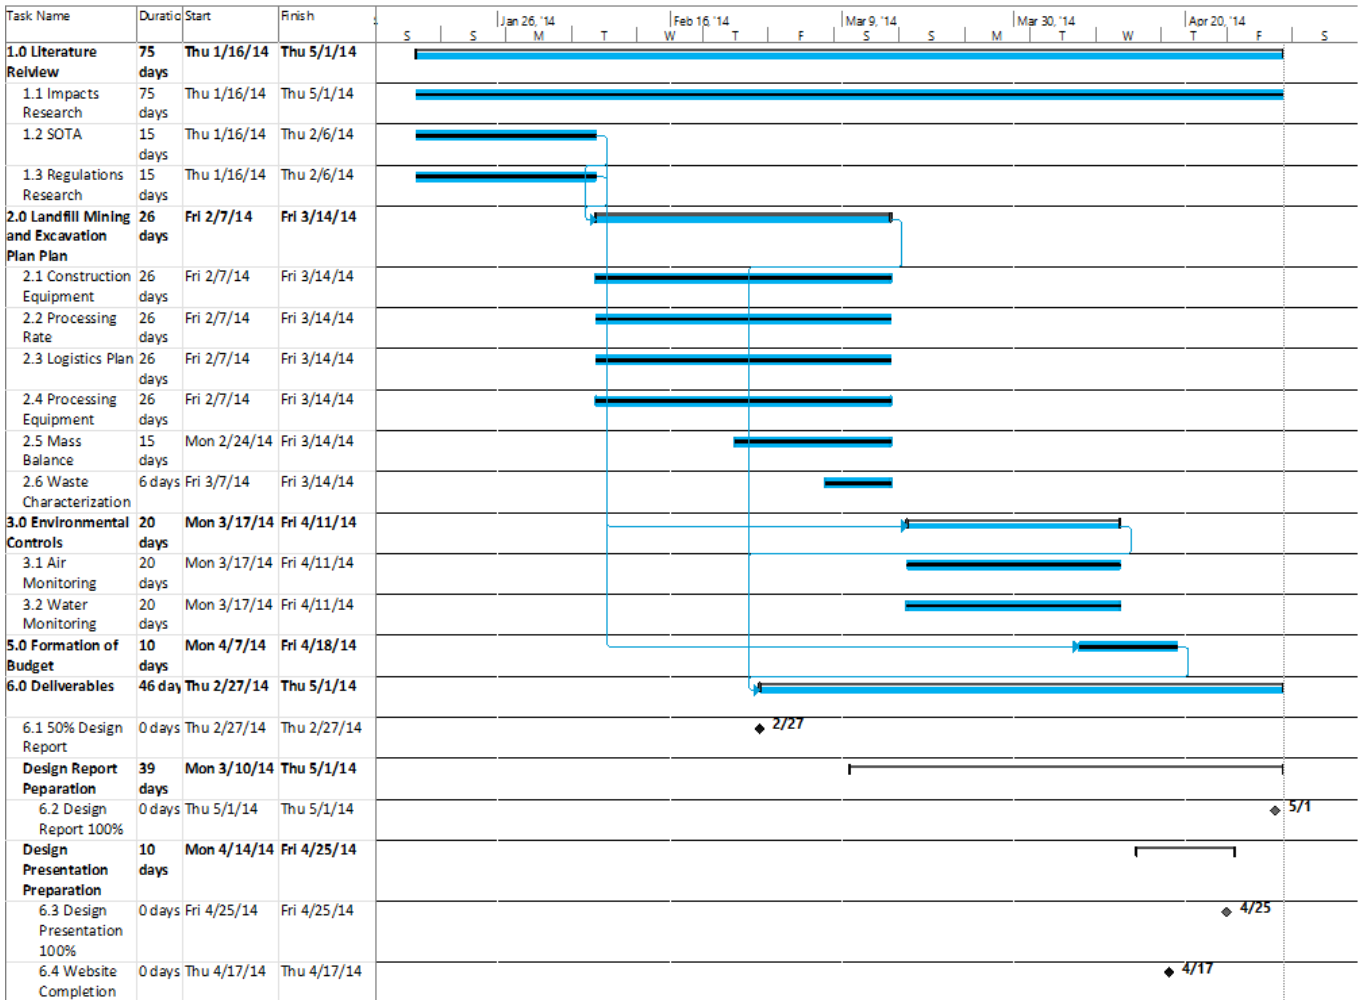 Task Name Duratio Start Finish Jan 26, '14 Feb 16, '14 Mar 9, '14 Mar 30, '14 Apr 20, '14
S S M T W T F S S M T W T F S
1.0 Literature 75 Thu 1/16/14 Thu 5/1/14
Reiview days
1.1 Impacts 75 Thu 1/16/14 Thu 5/1/14
Research days
1.2 SOTA 15 Thu 1/16/14 Thu 2/6/14
days
1.3 Regulations 15 Thu 1/16/14 Thu 2/6/14
Research days
2.0 Landfill Mining 26 Fri 2/7/14 Fri 3/14/14
and Excavation days
Plan Plan
2.1 Construction 26 Fri 2/7/14 Fri 3/14/14
Equipment days
2.2 Processing 26 Fri 2/7/14 Fri 3/14/14
Rate days
2.3 Logistics Plan 26 Fri 2/7/14 Fri 3/14/14
days
2.4 Processing 26 Fri 2/7/14 Fri 3/14/14
Equipment days
2.5 Mass 15 Mon 2/24/14 Fri 3/14/14
Balance days
2.6 Waste 6 days Fri 3/7/14 Fri 3/14/14
Characterization
3.0 Environmental 20 Mon 3/17/14 Fri 4/11/14
Controls days
3.1 Air 20 Mon 3/17/14 Fri 4/11/14
Monitoring days
3.2 Water 20 Mon 3/17/14 Fri 4/11/14
Monitoring days
5.0 Formation of 10 Mon 4/7/14 Fri 4/18/14
Budget days
6.0 Deliverables 46 day Thu 2/27/14 Thu 5/1/14
6.1 50% Design 0 days Thu 2/27/14 Thu 2/27/14 2/27
Report
Design Report 39 Mon 3/10/14 Thu 5/1/14
Peparation days
6.2 Design 0 days Thu 5/1/14 Thu 5/1/14 5/1
Report 100%
Design 10 Mon 4/14/14 Fri 4/25/14
Presentation days
Preparation
6.3 Design 0 days Fri 4/25/14 Fri 4/25/14 4/25
Presentation
100%
6.4 Website 0 days Thu 4/17/14 Thu 4/17/14 4/17
Completion